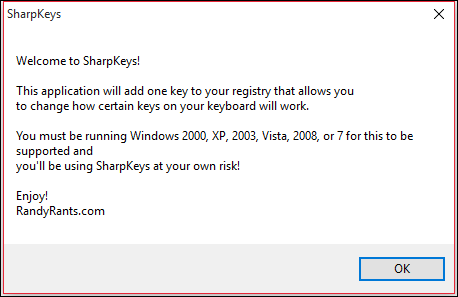 SharpKeys
Welcome to SharpKeys!
This application will add one key to your registry that allows you
to change how certain keys on your keyboard will work.
You must be running Windows 2000, XP, 2003, Vista, 2008, or 7 for this to be
supported and
you'll be using SharpKeys at your own risk!
Enjoy!
RandyRants.com
OK